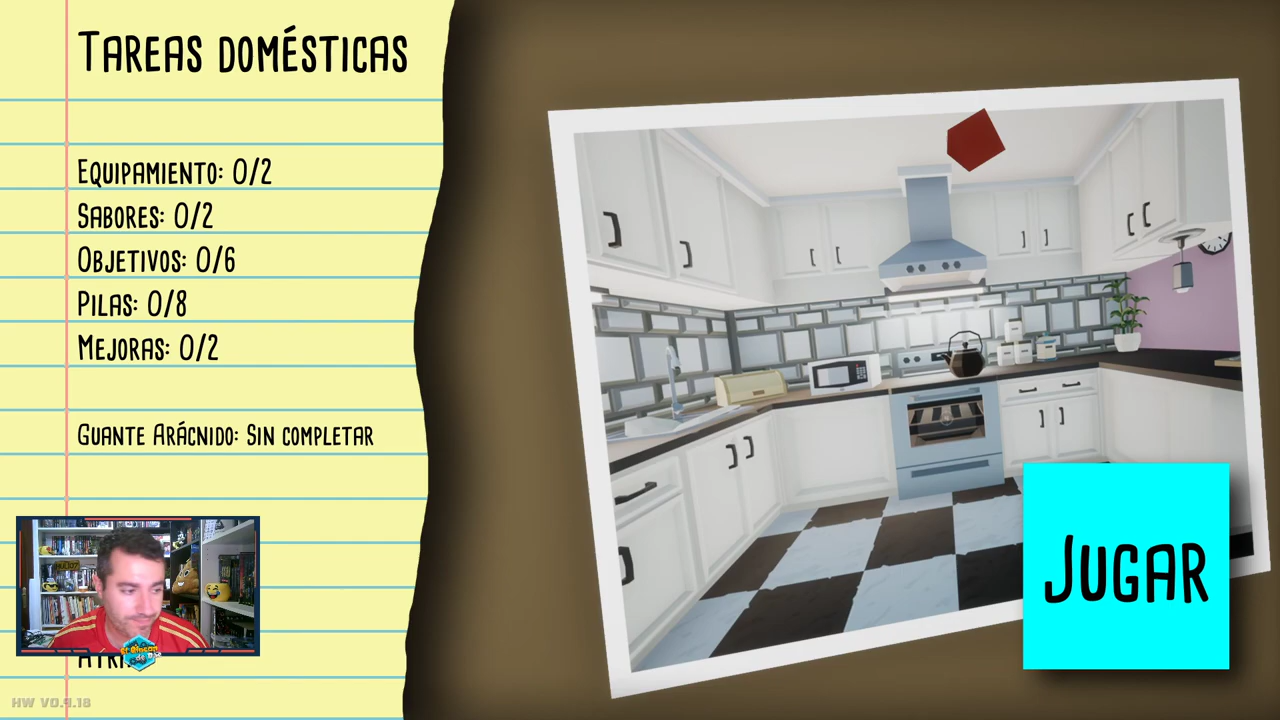 Tareas domésticas
Equipamiento: 0/2
Sabores: 0/2
Objetivos: 0/6
Pilas: 0/8
Mejoras: 0/2
Guante Arácnido: Sin completar
Jugar
HW V0.9.18